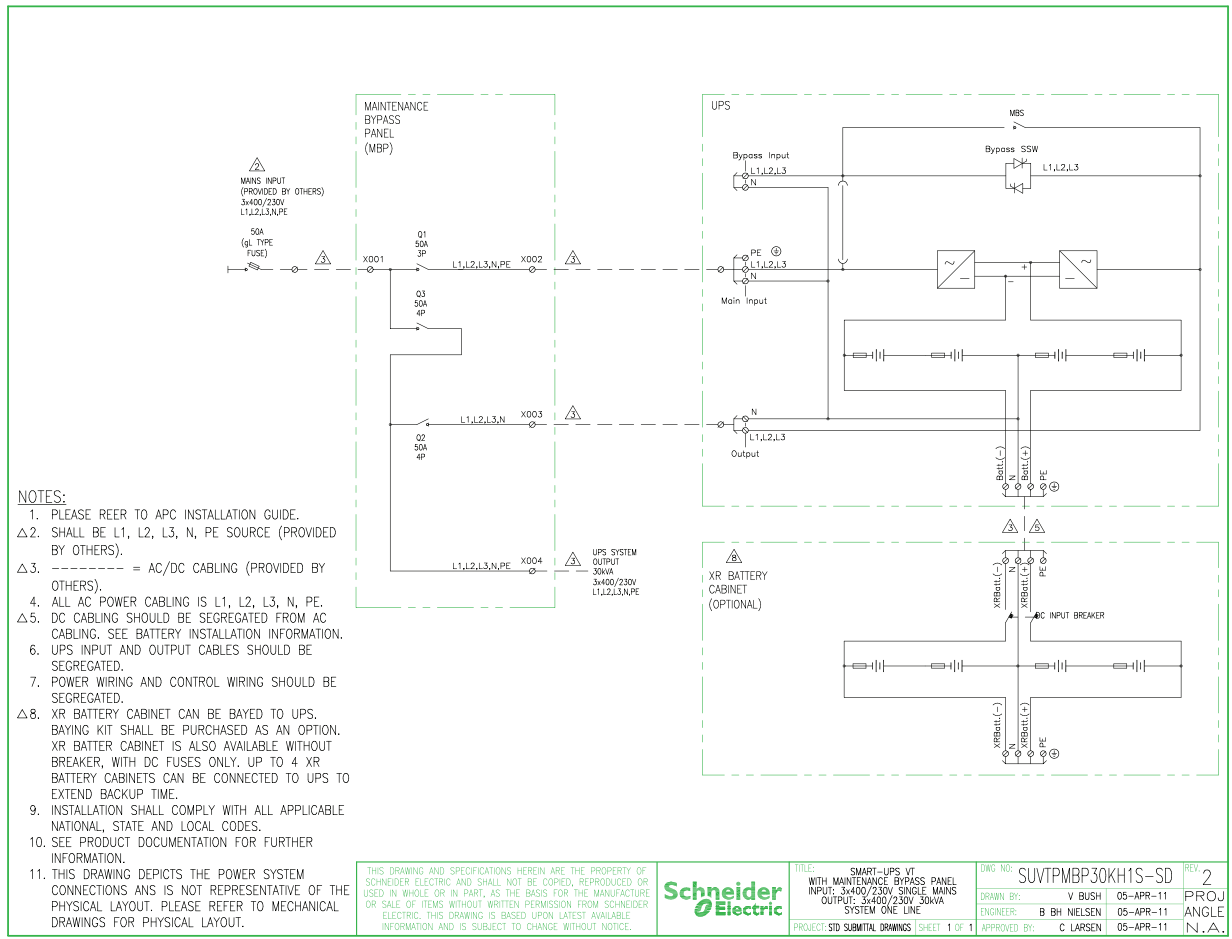 MAINTENANCE
BYPASS
PANEL
(MBP)
UPS
MBS
Bypass SSW
L1,L2,L3
Bypass Input
L1,L2,L3
N
2
MAINS INPUT
(PROVIDED BY OTHERS)
3x400/230V
L1,L2,L3,N,PE
50A
(gL TYPE
FUSE)
3
X001
Q1
50A
3P
L1,L2,L3,N,PE
X002
3
PE
L1,L2,L3
N
Main Input
~
+
−
~
Q3
50A
4P
L1,L2,L3,N
X003
3
Q2
50A
4P
N
L1,L2,L3
Output
Batt.(−)
N
Batt.(+)
PE
3
5
L1,L2,L3,N,PE
X004
3
UPS SYSTEM
OUTPUT
30kVA
3x400/230V
L1,L2,L3,N,PE
8
XR BATTERY
CABINET
(OPTIONAL)
XRBatt.(−)
N
XRBatt.(+)
PE
DC INPUT BREAKER
XRBatt.(−)
N
XRBatt.(+)
PE
NOTES:
1. PLEASE REER TO APC INSTALLATION GUIDE.
△2. SHALL BE L1, L2, L3, N, PE SOURCE (PROVIDED
BY OTHERS).
△3. −−−−−−−− = AC/DC CABLING (PROVIDED BY
OTHERS).
4. ALL AC POWER CABLING IS L1, L2, L3, N, PE.
△5. DC CABLING SHOULD BE SEGREGATED FROM AC
CABLING. SEE BATTERY INSTALLATION INFORMATION.
6. UPS INPUT AND OUTPUT CABLES SHOULD BE
SEGREGATED.
7. POWER WIRING AND CONTROL WIRING SHOULD BE
SEGREGATED.
△8. XR BATTERY CABINET CAN BE BAYED TO UPS.
BAYING KIT SHALL BE PURCHASED AS AN OPTION.
XR BATTER CABINET IS ALSO AVAILABLE WITHOUT
BREAKER, WITH DC FUSES ONLY. UP TO 4 XR
BATTERY CABINETS CAN BE CONNECTED TO UPS TO
EXTEND BACKUP TIME.
9. INSTALLATION SHALL COMPLY WITH ALL APPLICABLE
NATIONAL, STATE AND LOCAL CODES.
10. SEE PRODUCT DOCUMENTATION FOR FURTHER
INFORMATION.
11. THIS DRAWING DEPICTS THE POWER SYSTEM
CONNECTIONS ANS IS NOT REPRESENTATIVE OF THE
PHYSICAL LAYOUT. PLEASE REFER TO MECHANICAL
DRAWINGS FOR PHYSICAL LAYOUT.
THIS DRAWING AND SPECIFICATIONS HEREIN ARE THE PROPERTY OF
SCHNEIDER ELECTRIC AND SHALL NOT BE COPIED, REPRODUCED OR
USED IN WHOLE OR IN PART, AS THE BASIS FOR THE MANUFACTURE
OR SALE OF ITEMS WITHOUT WRITTEN PERMISSION FROM SCHNEIDER
ELECTRIC. THIS DRAWING IS BASED UPON LATEST AVAILABLE
INFORMATION AND IS SUBJECT TO CHANGE WITHOUT NOTICE.
Schneider
Electric
TITLE:
SMART−UPS VT
WITH MAINTENANCE BYPASS PANEL
INPUT: 3x400/230V SINGLE MAINS
OUTPUT: 3x400/230V 30kVA
SYSTEM ONE LINE
PROJECT: STD SUBMITTAL DRAWINGS SHEET 1 OF 1
DWG NO: SUVTPMBP30KH1S−SD
REV. 2
DRAWN BY: V BUSH 05−APR−11
ENGINEER: B BH NIELSEN 05−APR−11
APPROVED BY: C LARSEN 05−APR−11
PROJ
ANGLE
N.A.